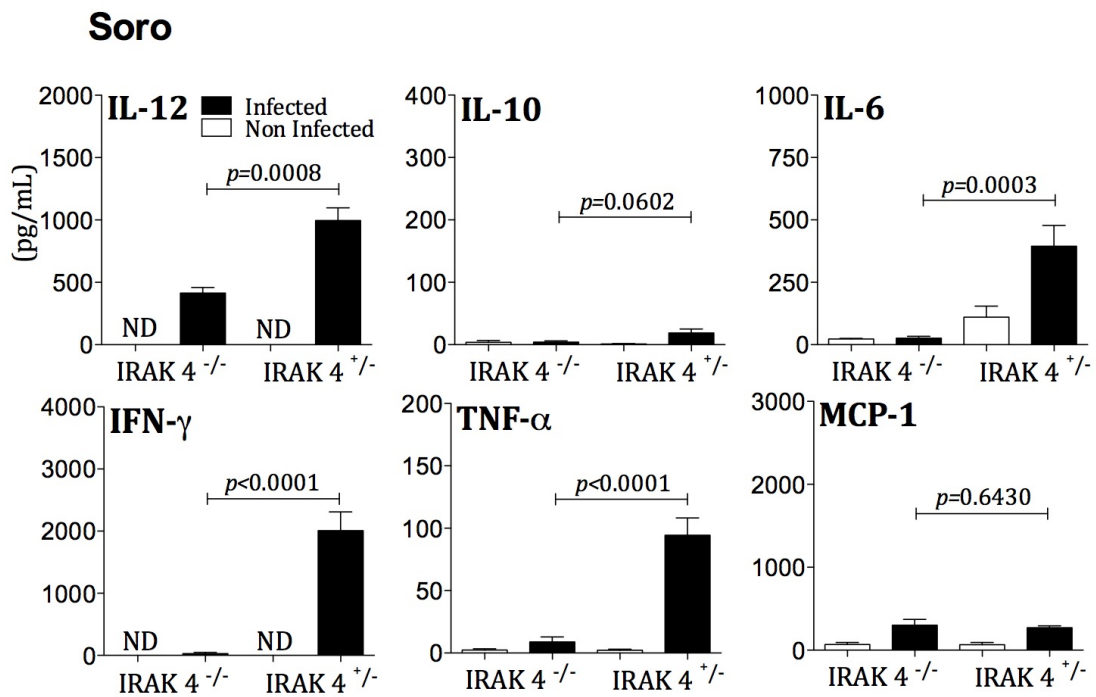 Soro
IL-12
Infected
Non Infected
(pg/mL)
2000
1500
1000
500
0
p=0.0008
ND
ND
IRAK 4 -/-
IRAK 4 +/-
IL-10
400
300
200
100
0
p=0.0602
IRAK 4 -/-
IRAK 4 +/-
IL-6
1000
750
500
250
0
p=0.0003
IRAK 4 -/-
IRAK 4 +/-
IFN-γ
4000
3000
2000
1000
0
p<0.0001
ND
ND
IRAK 4 -/-
IRAK 4 +/-
TNF-α
200
150
100
50
0
p<0.0001
IRAK 4 -/-
IRAK 4 +/-
MCP-1
3000
2000
1000
0
p=0.6430
IRAK 4 -/-
IRAK 4 +/-